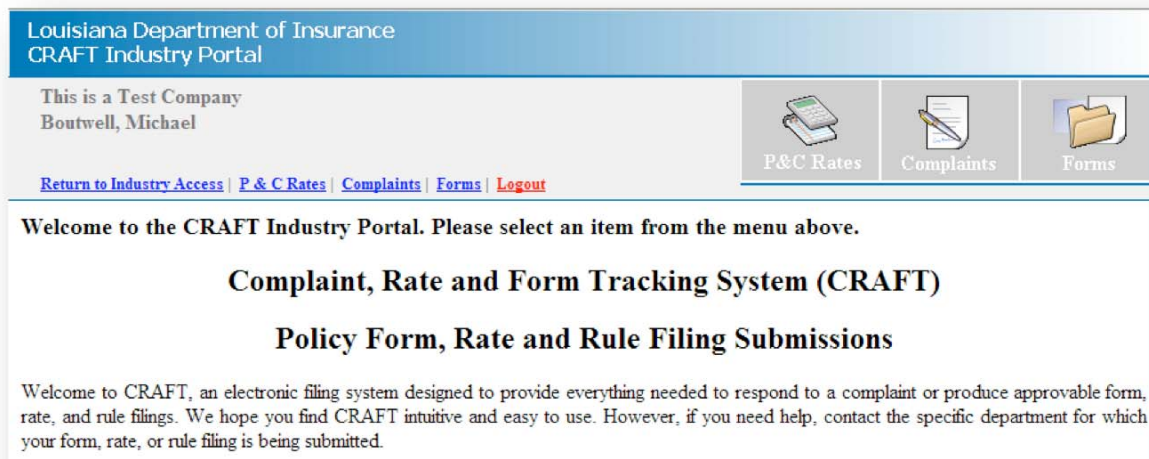 Louisiana Department of Insurance
CRAFT Industry Portal
This is a Test Company
Boutwell, Michael
P&C Rates Complaints Forms
Return to Industry Access | P & C Rates | Complaints | Forms | Logout
Welcome to the CRAFT Industry Portal. Please select an item from the menu above.
Complaint, Rate and Form Tracking System (CRAFT)
Policy Form, Rate and Rule Filing Submissions
Welcome to CRAFT, an electronic filing system designed to provide everything needed to respond to a complaint or produce approvable form,
rate, and rule filings. We hope you find CRAFT intuitive and easy to use. However, if you need help, contact the specific department for which
your form, rate, or rule filing is being submitted.